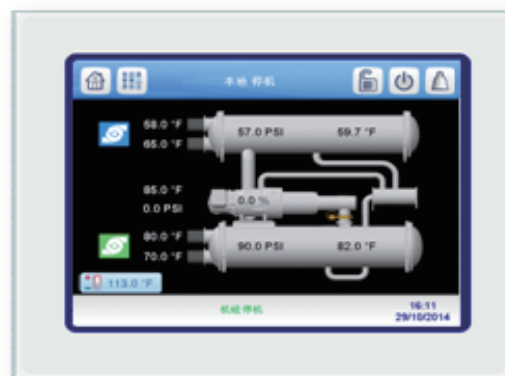 本地 停机
58.0 °F
65.0 °F
57.0 PSI
59.7 °F
85.0 °F
0.0 PSI
0.0 %
80.0 °F
70.0 °F
90.0 PSI
82.0 °F
113.0 °F
机组停机
16:11
29/10/2014